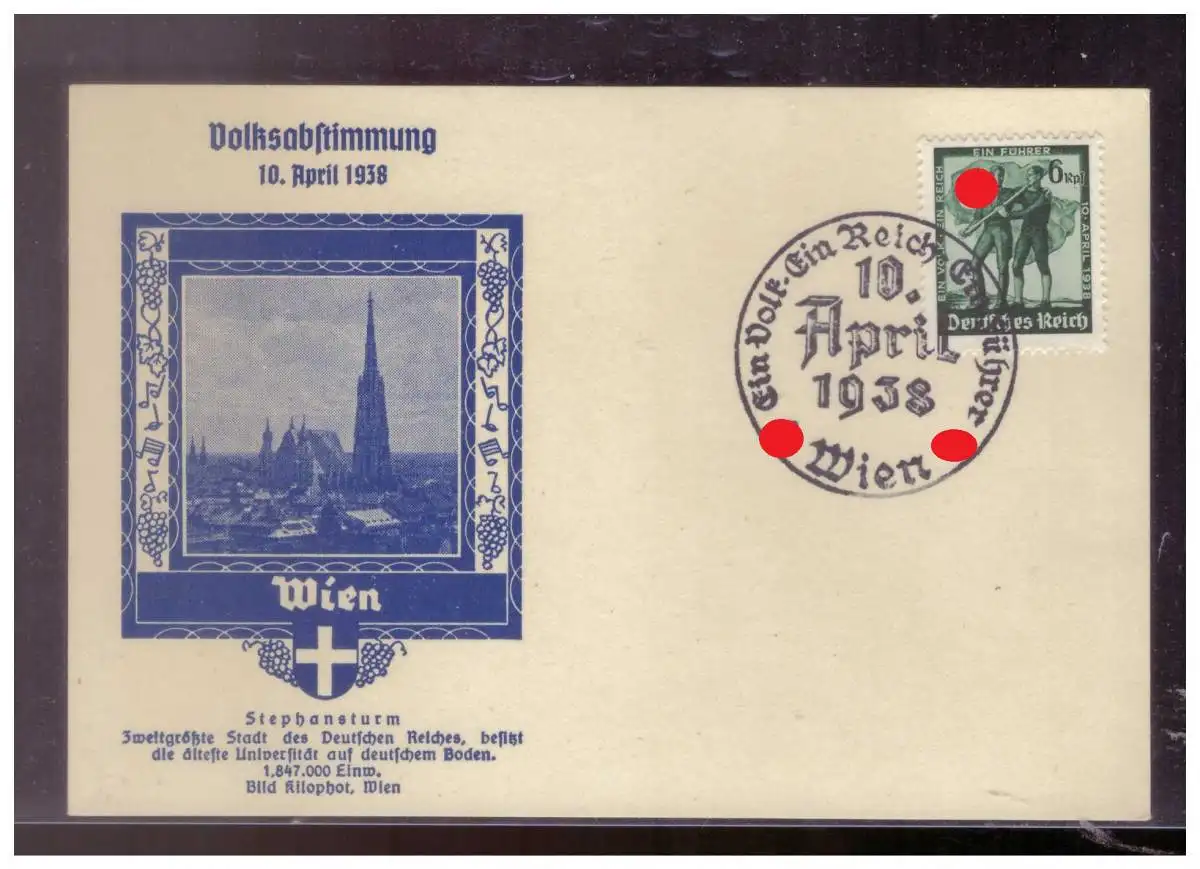 Volksabstimmung
10. April 1938
Wien
Stephansturm
Zweitgrößte Stadt des Deutschen Reiches, besitzt
die älteste Universität auf deutschem Boden.
1,847.000 Einw.
Bild Kilophot, Wien
EIN VOLK · EIN REICH
EIN FÜHRER
10 · APRIL 1938
6 Rpf
Deutsches Reich
Ein Volk · Ein Reich Ein Führer
10.
April
1938
Wien